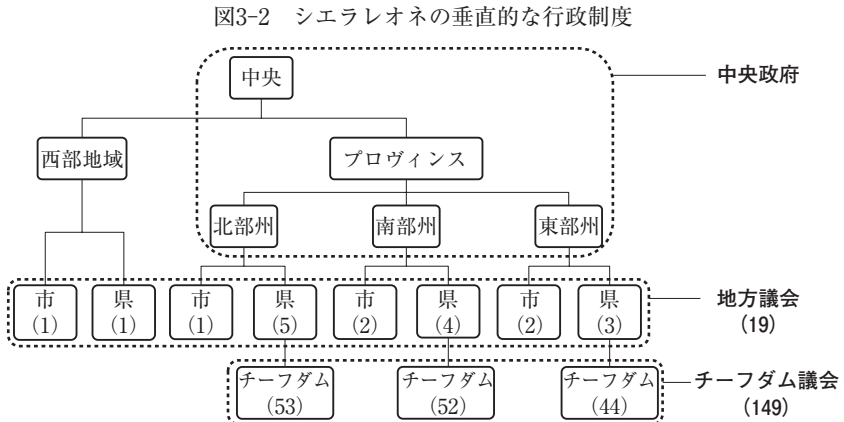 図3-2 シエラレオネの垂直的な行政制度
中央
中央政府
西部地域
プロヴィンス
北部州
南部州
東部州
市
(1)
県
(1)
市
(1)
県
(5)
市
(2)
県
(4)
市
(2)
県
(3)
地方議会
(19)
チーフダム
(53)
チーフダム
(52)
チーフダム
(44)
チーフダム議会
(149)